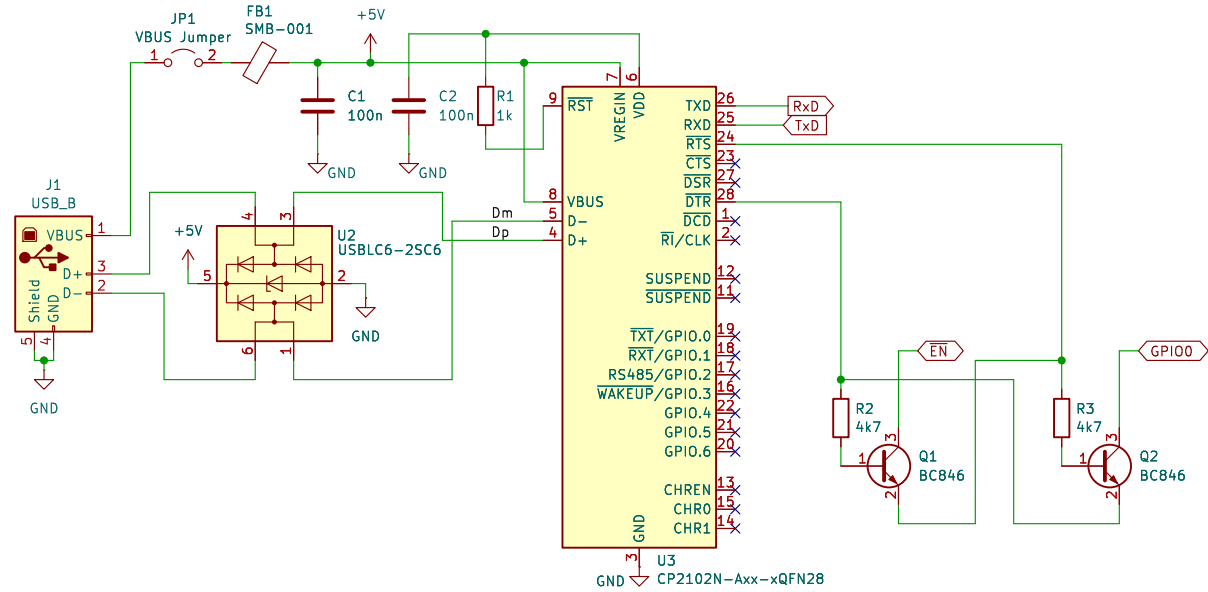 JP1
VBUS Jumper
1 2
FB1
SMB-001
+5V
C1
100n
GND
C2
100n
GND
R1
1k
J1
USB_B
VBUS 1
D+ 3
D- 2
Shield
GND
5 4
GND
+5V
4 3
U2
USBLC6-2SC6
5 2
6 1
GND
Dm
Dp
7 6
VREGIN
VDD
9 RST
8 VBUS
5 D-
4 D+
TXD 26 RxD
RXD 25 TxD
RTS 24
CTS 23
DSR 27
DTR 28
DCD 1
RI/CLK 2
SUSPEND 12
SUSPEND 11
TXT/GPIO.0 19
RXT/GPIO.1 18
RS485/GPIO.2 17
WAKEUP/GPIO.3 16
GPIO.4 22
GPIO.5 21
GPIO.6 20
CHREN 13
CHR0 15
CHR1 14
GND
3
GND
U3
CP2102N-Axx-xQFN28
EN
R2
4k7
3
1
2
Q1
BC846
GPIO0
R3
4k7
3
1
2
Q2
BC846